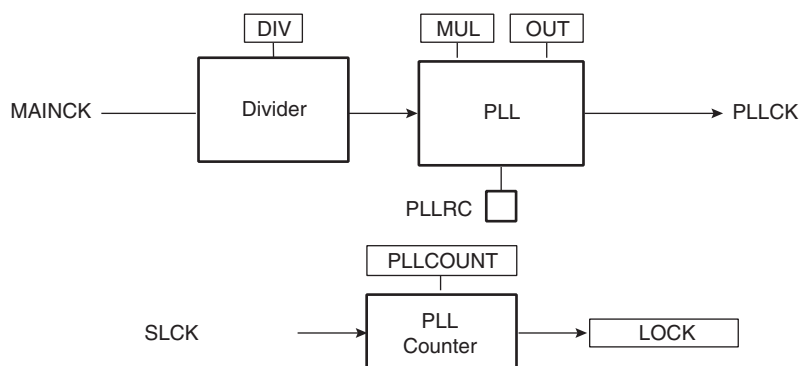 DIV
MUL
OUT
MAINCK
Divider
PLL
PLLCK
PLLRC
PLLCOUNT
SLCK
PLL
Counter
LOCK